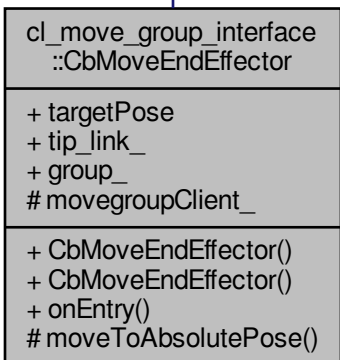 cl_move_group_interface
::CbMoveEndEffector
+ targetPose
+ tip_link_
+ group_
# movegroupClient_
+ CbMoveEndEffector()
+ CbMoveEndEffector()
+ onEntry()
# moveToAbsolutePose()